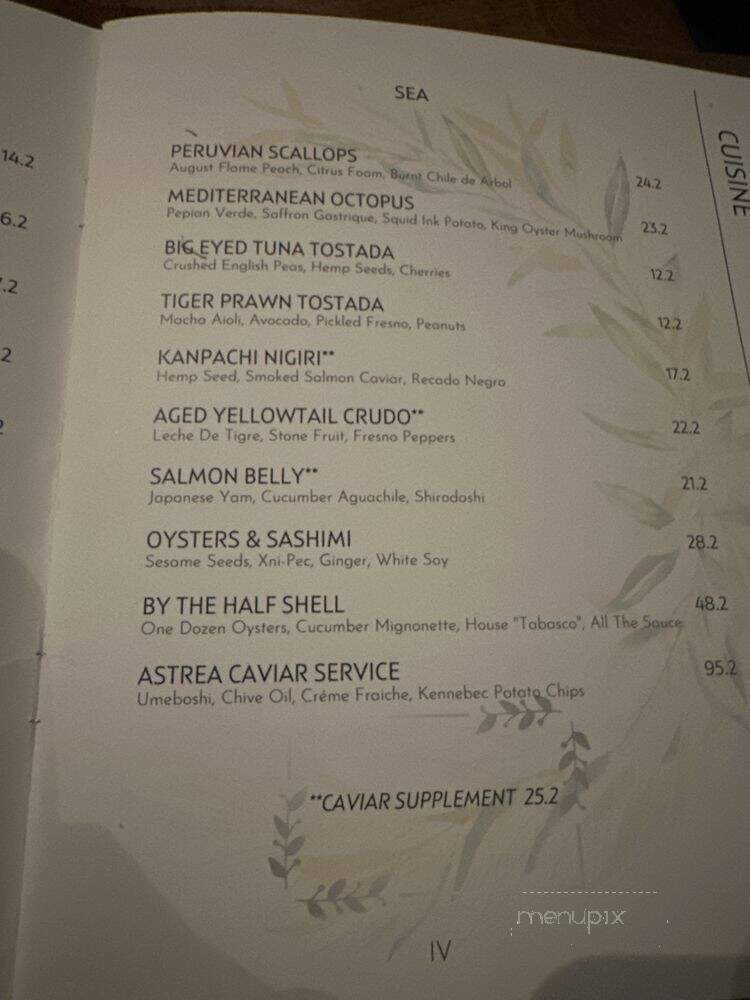 SEA
CUISINE
14.2
6.2
.2
2
2
PERUVIAN SCALLOPS 24.2
August Flame Peach, Citrus Foam, Burnt Chile de Arbol
MEDITERRANEAN OCTOPUS 23.2
Pepian Verde, Saffron Gastrique, Squid Ink Potato, King Oyster Mushroom
BIG EYED TUNA TOSTADA 12.2
Crushed English Peas, Hemp Seeds, Cherries
TIGER PRAWN TOSTADA 12.2
Macha Aioli, Avocado, Pickled Fresno, Peanuts
KANPACHI NIGIRI** 17.2
Hemp Seed, Smoked Salmon Caviar, Recado Negro
AGED YELLOWTAIL CRUDO** 22.2
Leche De Tigre, Stone Fruit, Fresno Peppers
SALMON BELLY** 21.2
Japanese Yam, Cucumber Aguachile, Shirodashi
OYSTERS & SASHIMI 28.2
Sesame Seeds, Xni-Pec, Ginger, White Soy
BY THE HALF SHELL 48.2
One Dozen Oysters, Cucumber Mignonette, House "Tabasco", All The Sauce
ASTREA CAVIAR SERVICE 95.2
Umeboshi, Chive Oil, Créme Fraiche, Kennebec Potato Chips
**CAVIAR SUPPLEMENT 25.2
menupix
IV